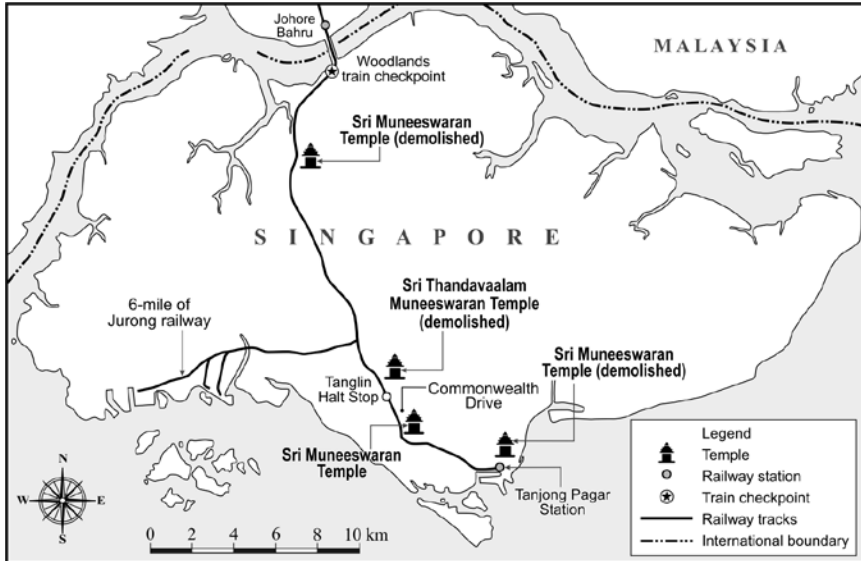 Johore
Bahru
Woodlands
train checkpoint
MALAYSIA
Sri Muneeswaran
Temple (demolished)
SINGAPORE
Sri Thandavaalam
Muneeswaran Temple
(demolished)
6-mile of
Jurong railway
Sri Muneeswaran
Temple (demolished)
Tanglin
Halt Stop
Commonwealth
Drive
Sri Muneeswaran
Temple
Tanjong Pagar
Station
N
W
E
S
0 2 4 6 8 10 km
Legend
Temple
Railway station
Train checkpoint
Railway tracks
International boundary